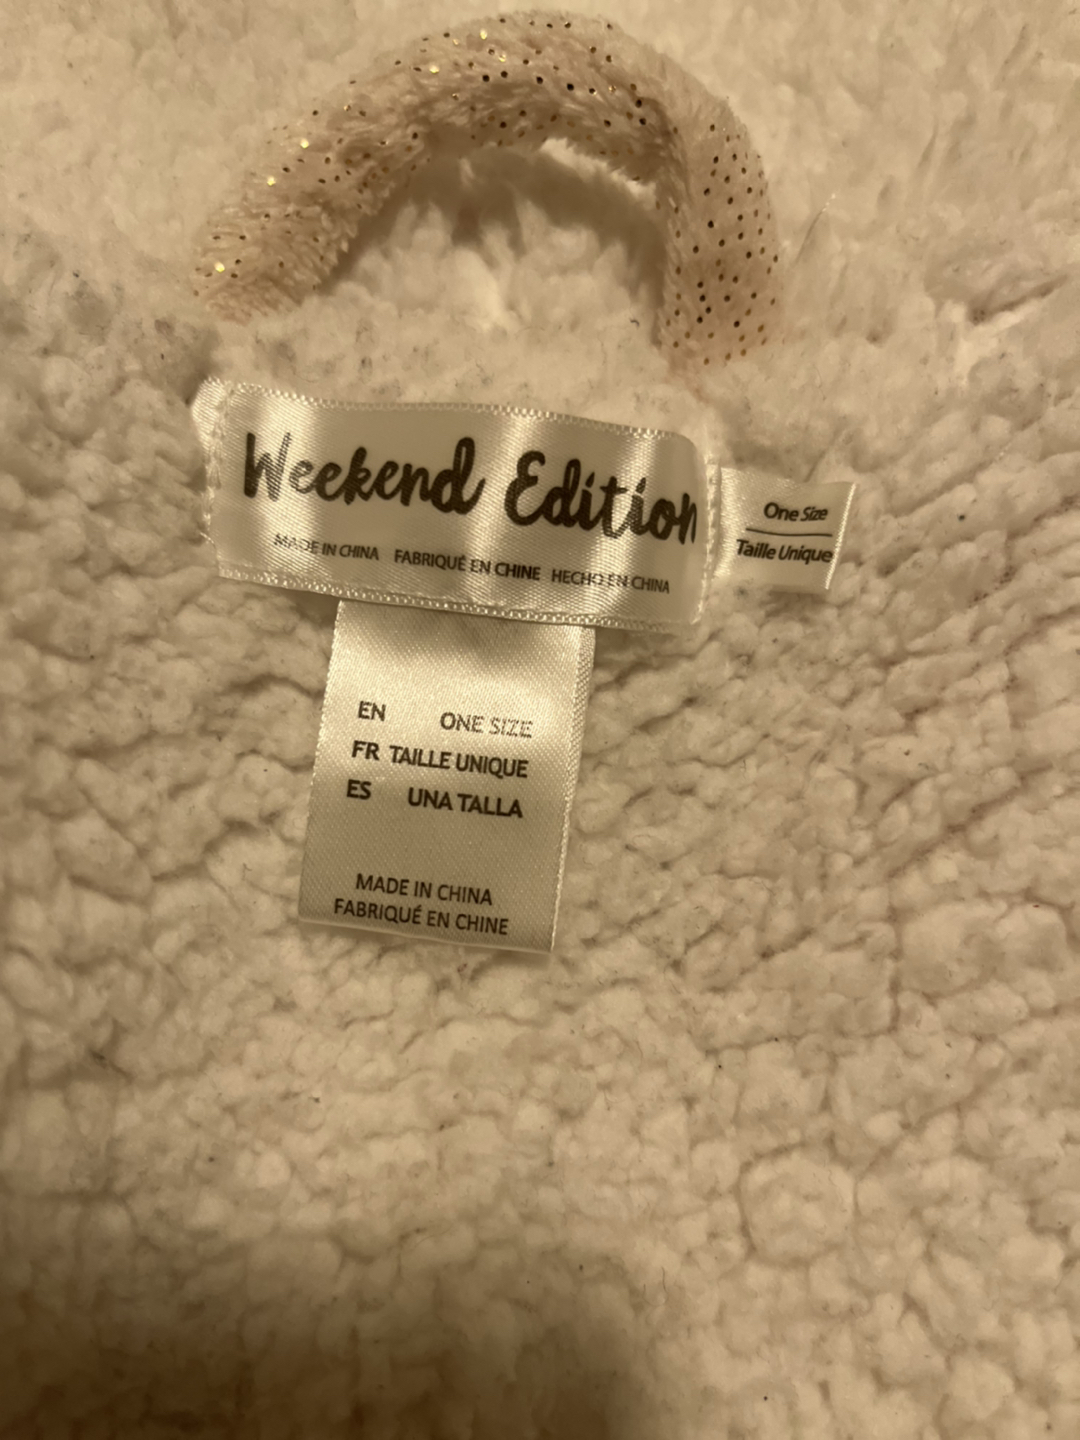 Weekend Edition
MADE IN CHINA FABRIQUÉ EN CHINE HECHO EN CHINA
One Size
Taille Unique
EN ONE SIZE
FR TAILLE UNIQUE
ES UNA TALLA
MADE IN CHINA
FABRIQUÉ EN CHINE